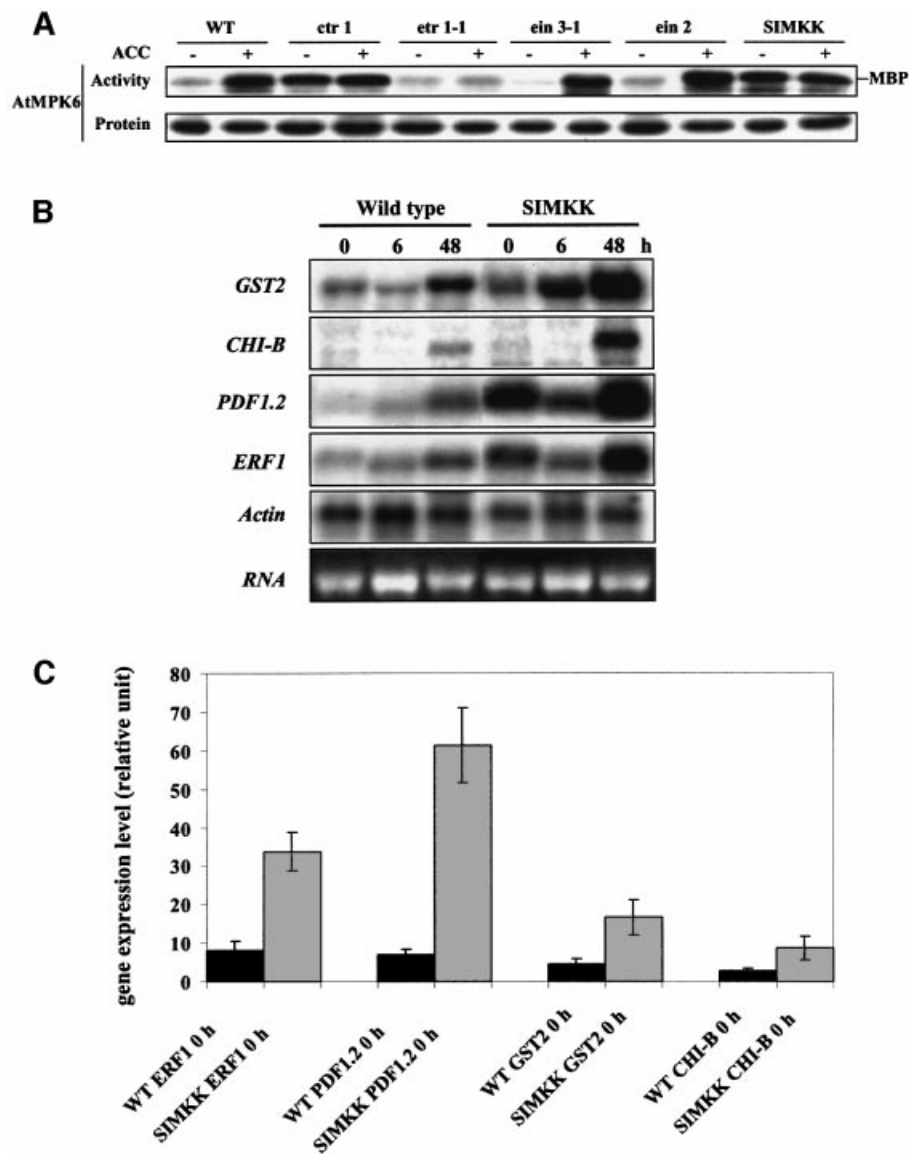 A
WT ctr 1 etr 1-1 ein 3-1 ein 2 SIMKK
ACC - + - + - + - + - + - +
AtMPK6
Activity
MBP
Protein
B
Wild type SIMKK
0 6 48 0 6 48 h
GST2
CHI-B
PDF1.2
ERF1
Actin
RNA
C
gene expression level (relative unit)
80
70
60
50
40
30
20
10
0
WT ERF1 0 h
SIMKK ERF1 0 h
WT PDF1.2 0 h
SIMKK PDF1.2 0 h
WT GST2 0 h
SIMKK GST2 0 h
WT CHI-B 0 h
SIMKK CHI-B 0 h